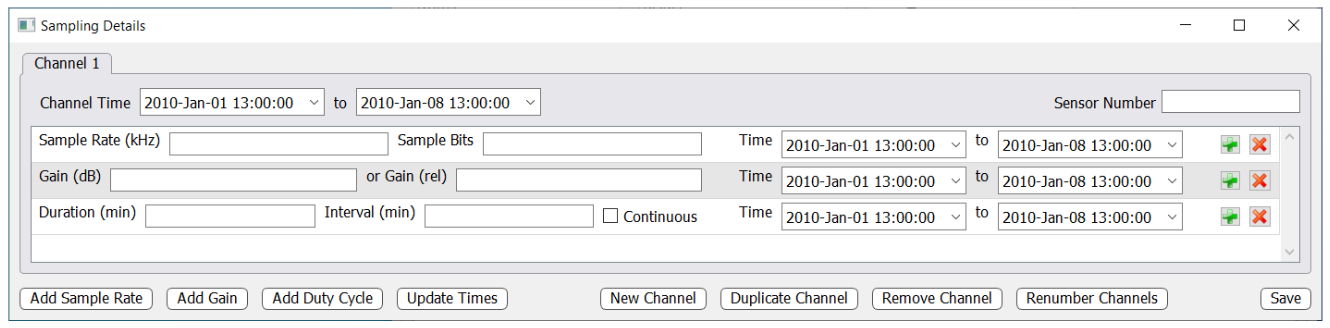 Sampling Details
Channel 1
Channel Time 2010-Jan-01 13:00:00 to 2010-Jan-08 13:00:00 Sensor Number
Sample Rate (kHz) Sample Bits Time 2010-Jan-01 13:00:00 to 2010-Jan-08 13:00:00
Gain (dB) or Gain (rel) Time 2010-Jan-01 13:00:00 to 2010-Jan-08 13:00:00
Duration (min) Interval (min) Continuous Time 2010-Jan-01 13:00:00 to 2010-Jan-08 13:00:00
Add Sample Rate Add Gain Add Duty Cycle Update Times New Channel Duplicate Channel Remove Channel Renumber Channels Save